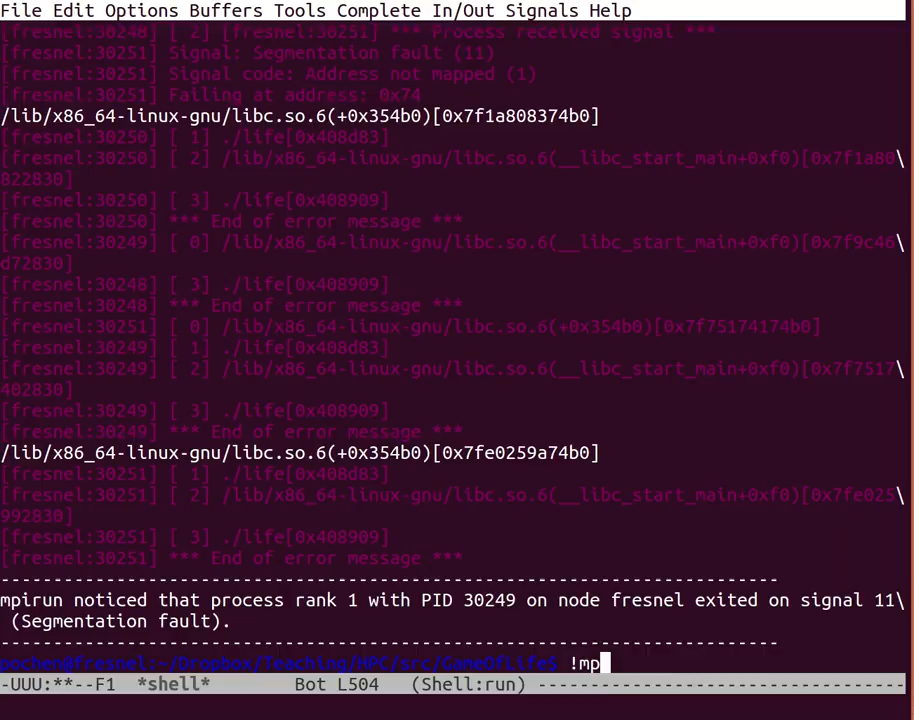 File Edit Options Buffers Tools Complete In/Out Signals Help
[fresnel:30248] [ 2] [fresnel:30251] *** Process received signal ***
[fresnel:30251] Signal: Segmentation fault (11)
[fresnel:30251] Signal code: Address not mapped (1)
[fresnel:30251] Failing at address: 0x74
/lib/x86_64-linux-gnu/libc.so.6(+0x354b0)[0x7f1a808374b0]
[fresnel:30250] [ 1] ./life[0x408d83]
[fresnel:30250] [ 2] /lib/x86_64-linux-gnu/libc.so.6(__libc_start_main+0xf0)[0x7f1a80\
822830]
[fresnel:30250] [ 3] ./life[0x408909]
[fresnel:30250] *** End of error message ***
[fresnel:30249] [ 0] /lib/x86_64-linux-gnu/libc.so.6(__libc_start_main+0xf0)[0x7f9c46\
d72830]
[fresnel:30248] [ 3] ./life[0x408909]
[fresnel:30248] *** End of error message ***
[fresnel:30251] [ 0] /lib/x86_64-linux-gnu/libc.so.6(+0x354b0)[0x7f75174174b0]
[fresnel:30249] [ 1] ./life[0x408d83]
[fresnel:30249] [ 2] /lib/x86_64-linux-gnu/libc.so.6(__libc_start_main+0xf0)[0x7f7517\
402830]
[fresnel:30249] [ 3] ./life[0x408909]
[fresnel:30249] *** End of error message ***
/lib/x86_64-linux-gnu/libc.so.6(+0x354b0)[0x7fe0259a74b0]
[fresnel:30251] [ 1] ./life[0x408d83]
[fresnel:30251] [ 2] /lib/x86_64-linux-gnu/libc.so.6(__libc_start_main+0xf0)[0x7fe025\
992830]
[fresnel:30251] [ 3] ./life[0x408909]
[fresnel:30251] *** End of error message ***
--------------------------------------------------------------------------
mpirun noticed that process rank 1 with PID 30249 on node fresnel exited on signal 11\
 (Segmentation fault).
--------------------------------------------------------------------------
pochen@fresnel:~/Dropbox/Teaching/HPC/src/GameOfLife$ !mp
-UUU:**--F1  *shell*        Bot L504   (Shell:run) -----------------------------------